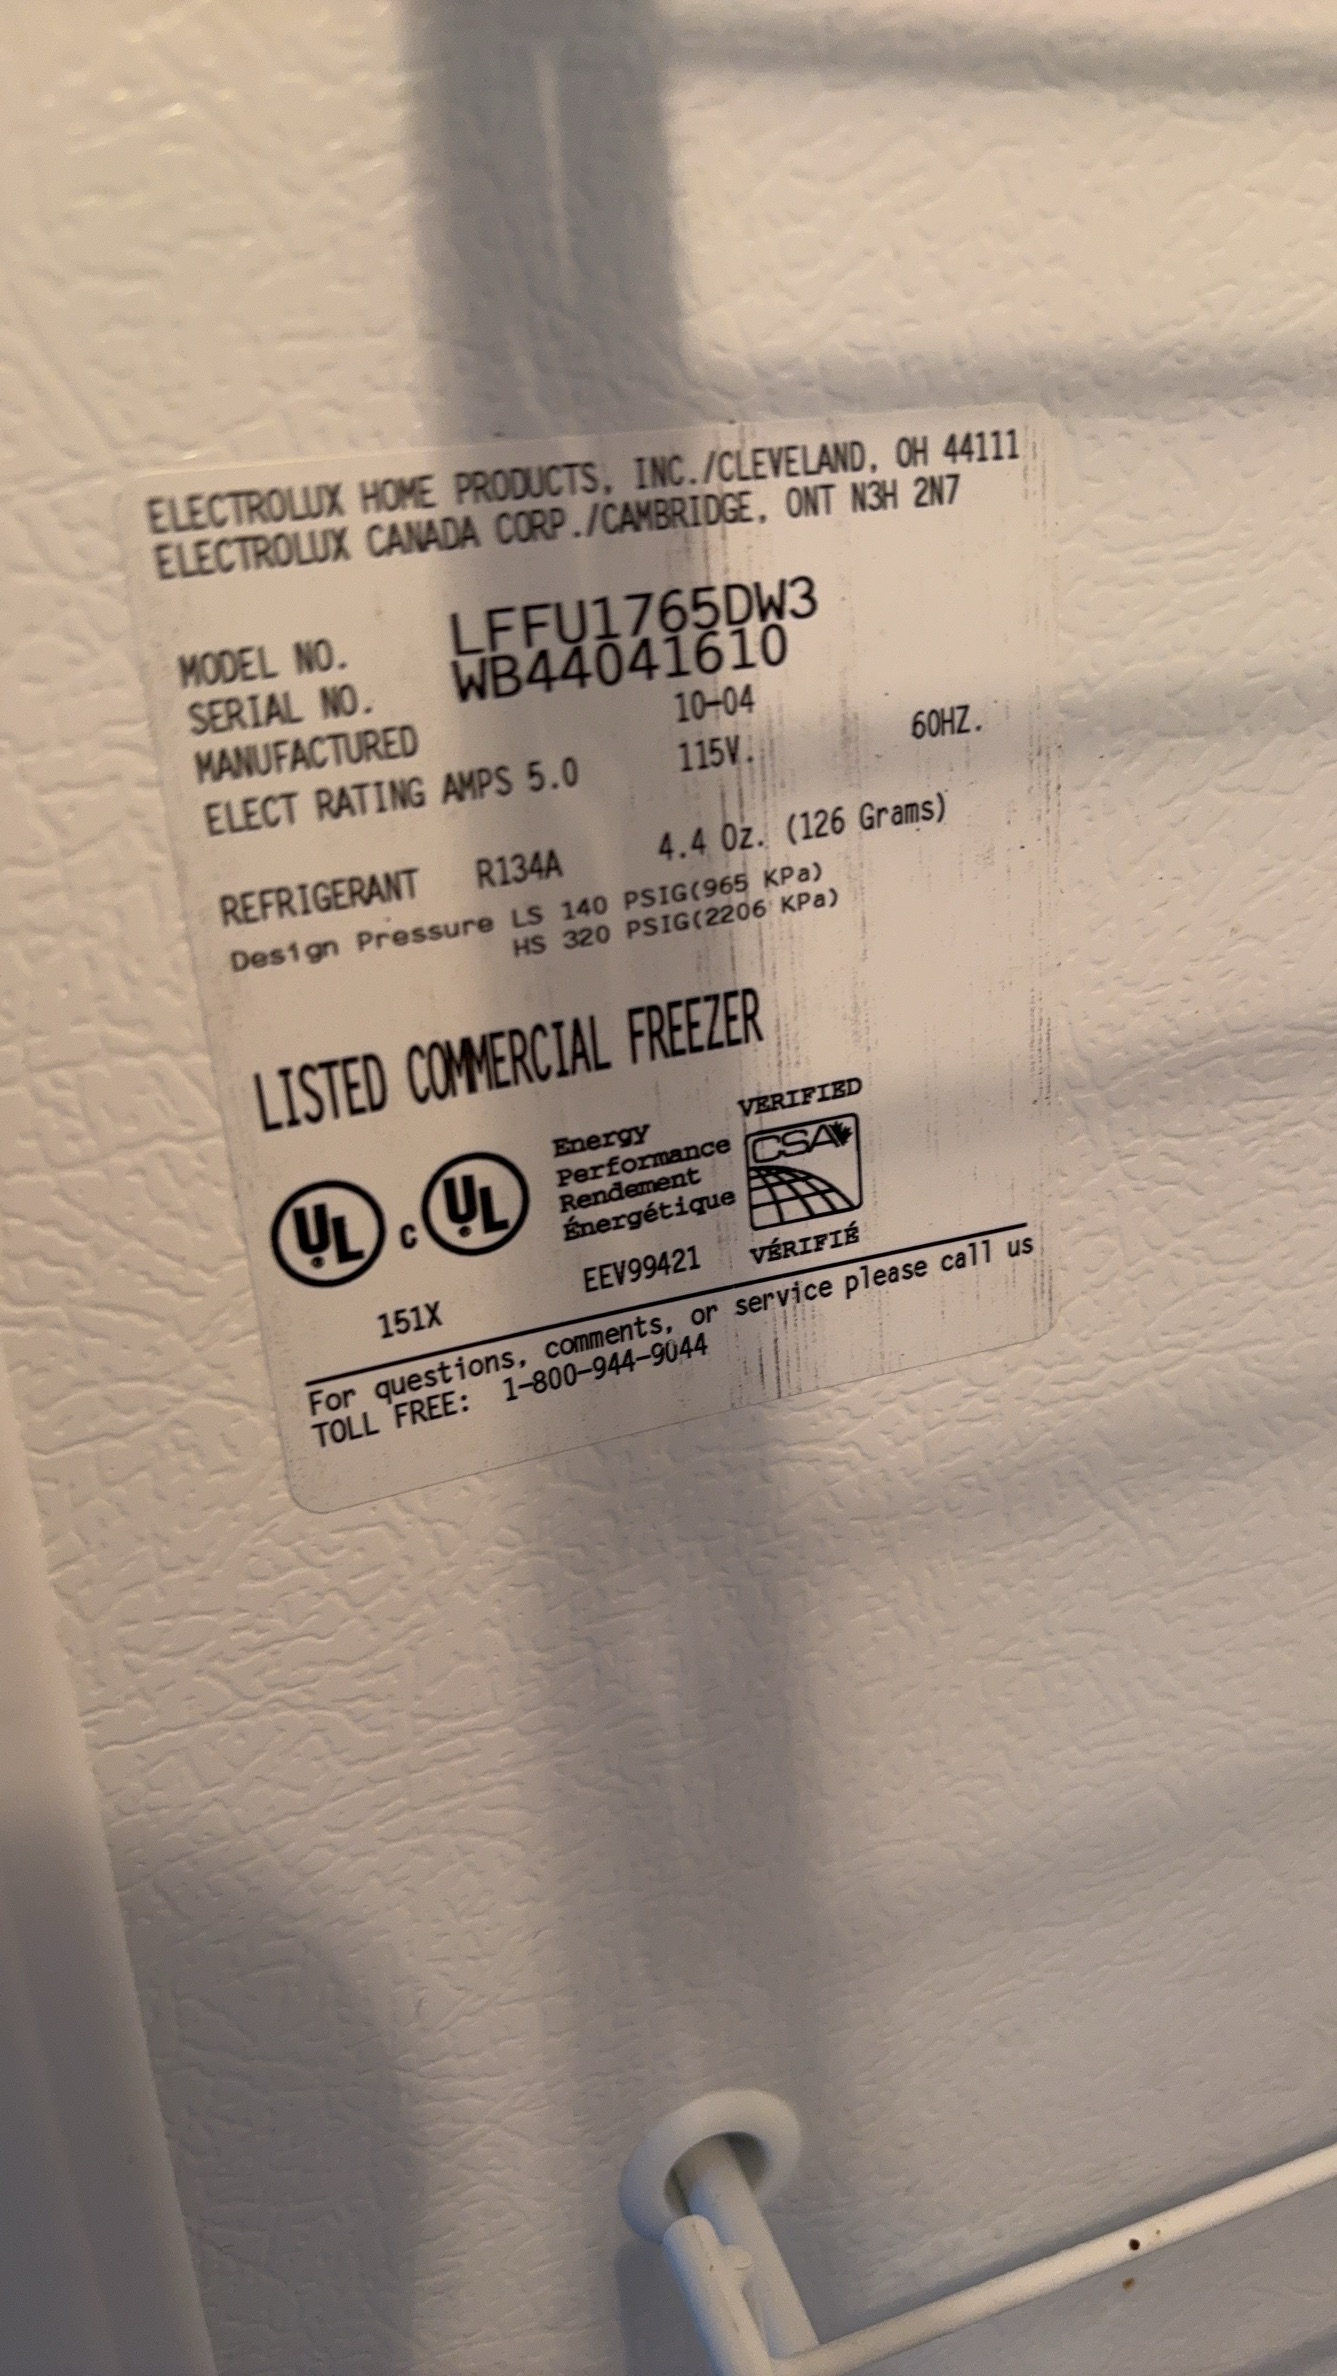 ELECTROLUX HOME PRODUCTS, INC./CLEVELAND, OH 44111
ELECTROLUX CANADA CORP./CAMBRIDGE, ONT N3H 2N7
MODEL NO. LFFU1765DW3
SERIAL NO. WB44041610
MANUFACTURED 10-04
ELECT RATING AMPS 5.0 115V. 60HZ.
REFRIGERANT R134A 4.4 Oz. (126 Grams)
Design Pressure LS 140 PSIG(965 KPa)
HS 320 PSIG(2206 KPa)
LISTED COMMERCIAL FREEZER
UL c UL
151X
Energy
Performance
Rendement
Énergétique
EEV99421
VERIFIED
CSA
VÉRIFIÉ
For questions, comments, or service please call us
TOLL FREE: 1-800-944-9044